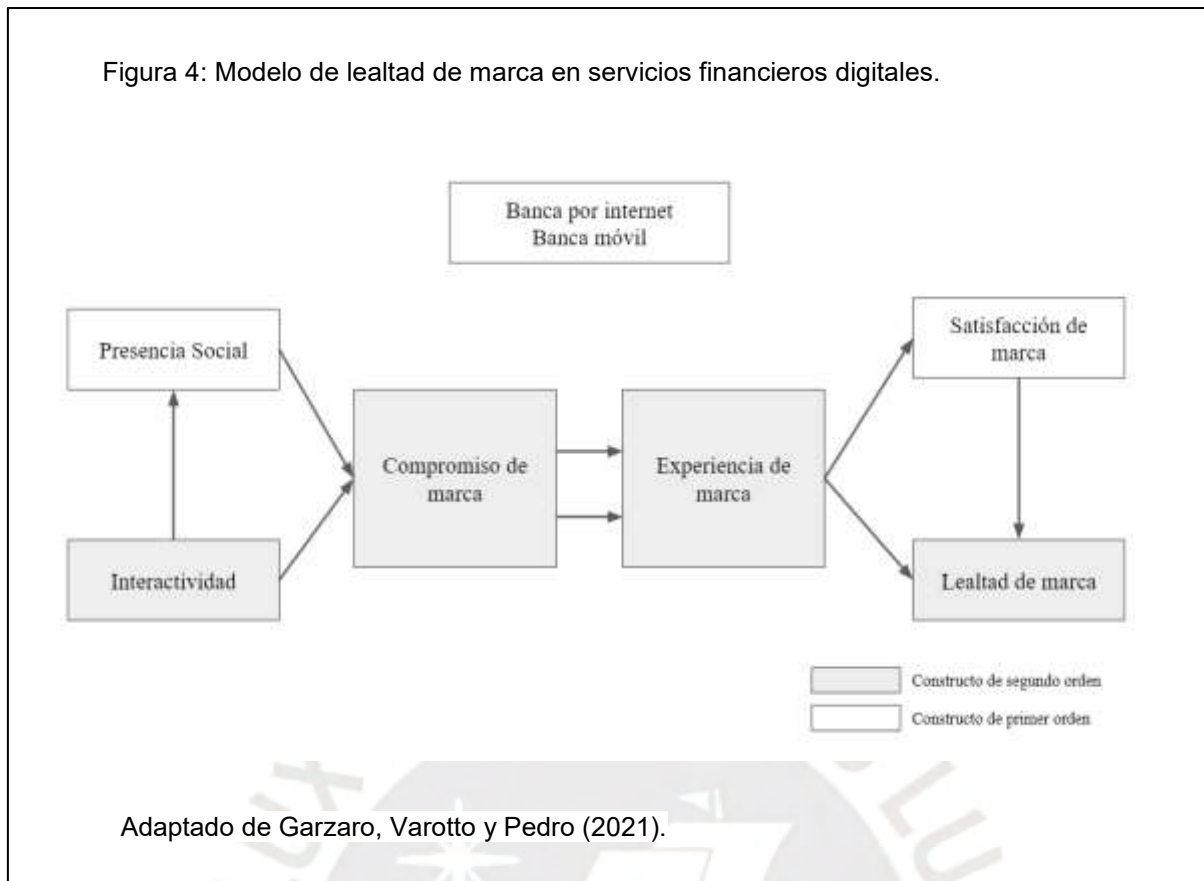 Figura 4: Modelo de lealtad de marca en servicios financieros digitales.
Banca por internet
Banca móvil
Presencia Social
Satisfacción de
marca
Compromiso de
marca
Experiencia de
marca
Interactividad
Lealtad de marca
Constructo de segundo orden
Constructo de primer orden
Adaptado de Garzaro, Varotto y Pedro (2021).